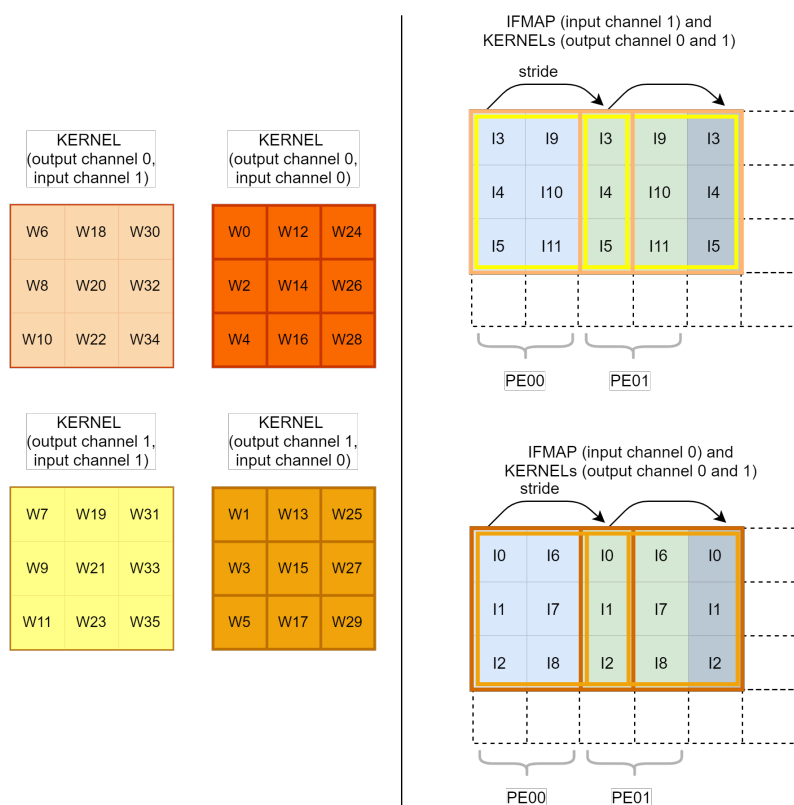 KERNEL
(output channel 0,
input channel 1)
KERNEL
(output channel 0,
input channel 0)
W6 W18 W30
W8 W20 W32
W10 W22 W34
W0 W12 W24
W2 W14 W26
W4 W16 W28
KERNEL
(output channel 1,
input channel 1)
KERNEL
(output channel 1,
input channel 0)
W7 W19 W31
W9 W21 W33
W11 W23 W35
W1 W13 W25
W3 W15 W27
W5 W17 W29
IFMAP (input channel 1) and
KERNELs (output channel 0 and 1)
stride
I3 I9 I3 I9 I3
I4 I10 I4 I10 I4
I5 I11 I5 I11 I5
PE00 PE01
IFMAP (input channel 0) and
KERNELs (output channel 0 and 1)
stride
I0 I6 I0 I6 I0
I1 I7 I1 I7 I1
I2 I8 I2 I8 I2
PE00 PE01